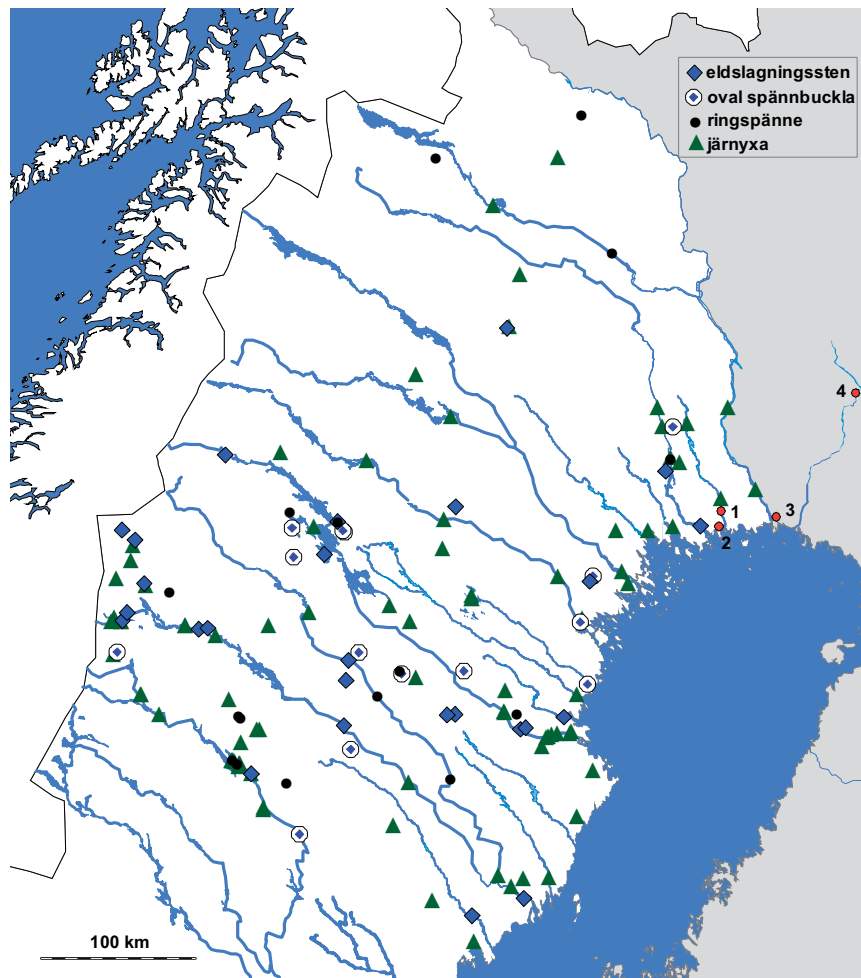 eldslagningssten
oval spännbuckla
ringspänne
järnyxa
4
1
3
2
100 km